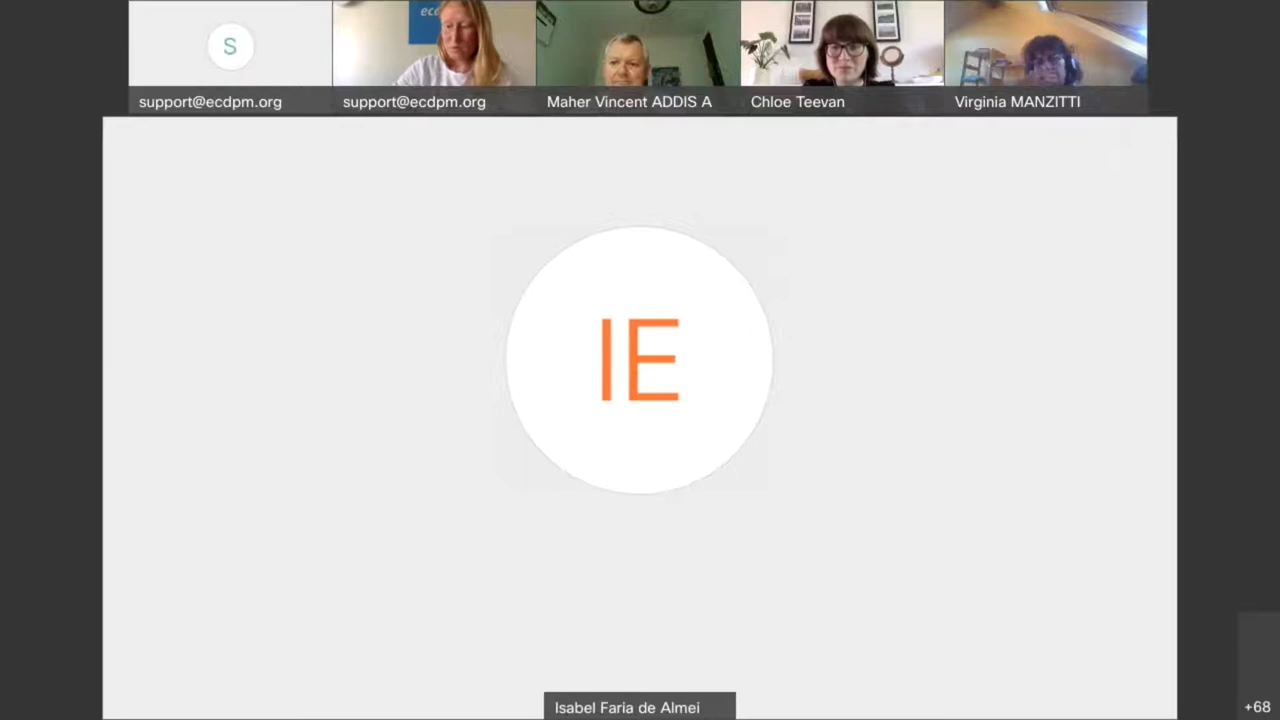 S
ecd
support@ecdpm.org
support@ecdpm.org
Maher Vincent ADDIS A
Chloe Teevan
Virginia MANZITTI
IE
Isabel Faria de Almei
+68